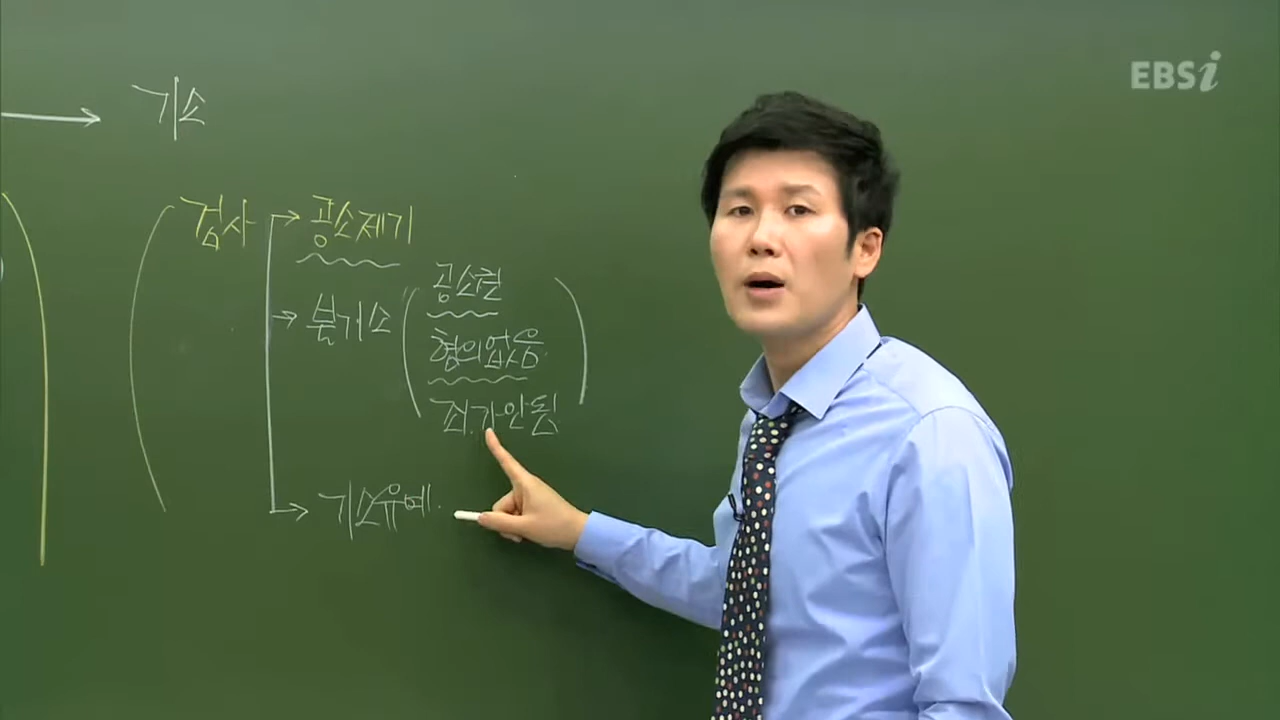 EBSi
기소
검사 공소제기
불기소 공소권
혐의없음
죄가안됨
기소유예.